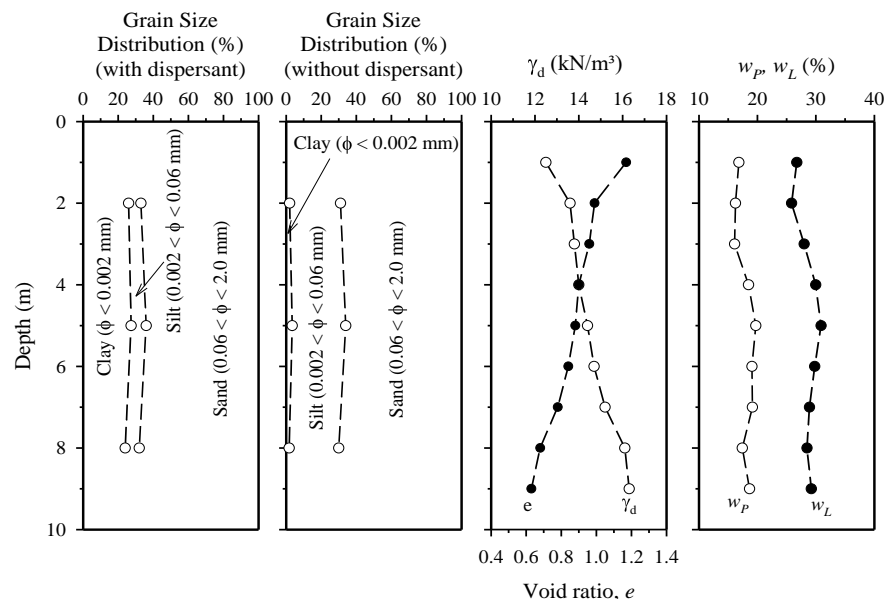 Grain Size
Distribution (%)
(with dispersant)
Grain Size
Distribution (%)
(without dispersant)
γd (kN/m³)
wP, wL (%)
0 20 40 60 80 100
0 20 40 60 80 100
10 12 14 16 18
10 20 30 40
Depth (m)
0
2
4
6
8
10
Clay (ϕ < 0.002 mm)
Silt (0.002 < ϕ < 0.06 mm)
Sand (0.06 < ϕ < 2.0 mm)
Clay (ϕ < 0.002 mm)
Silt (0.002 < ϕ < 0.06 mm)
Sand (0.06 < ϕ < 2.0 mm)
e
γd
wP
wL
0.4 0.6 0.8 1.0 1.2 1.4
Void ratio, e